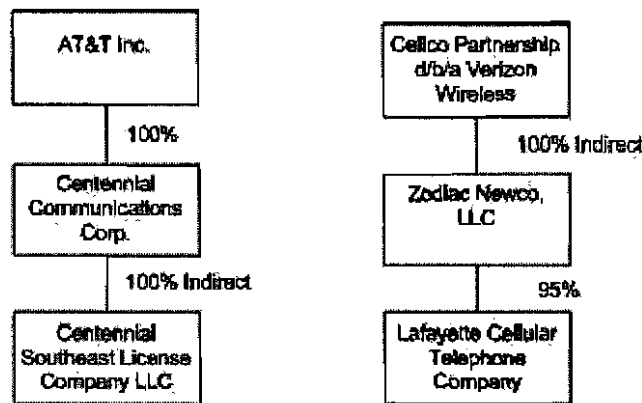 AT&T Inc.
100%
Centennial
Communications
Corp.
100% Indirect
Centennial
Southeast License
Company LLC
Cellco Partnership
d/b/a Verizon
Wireless
100% Indirect
Zodiac Newco,
LLC
95%
Lafayette Cellular
Telephone
Company